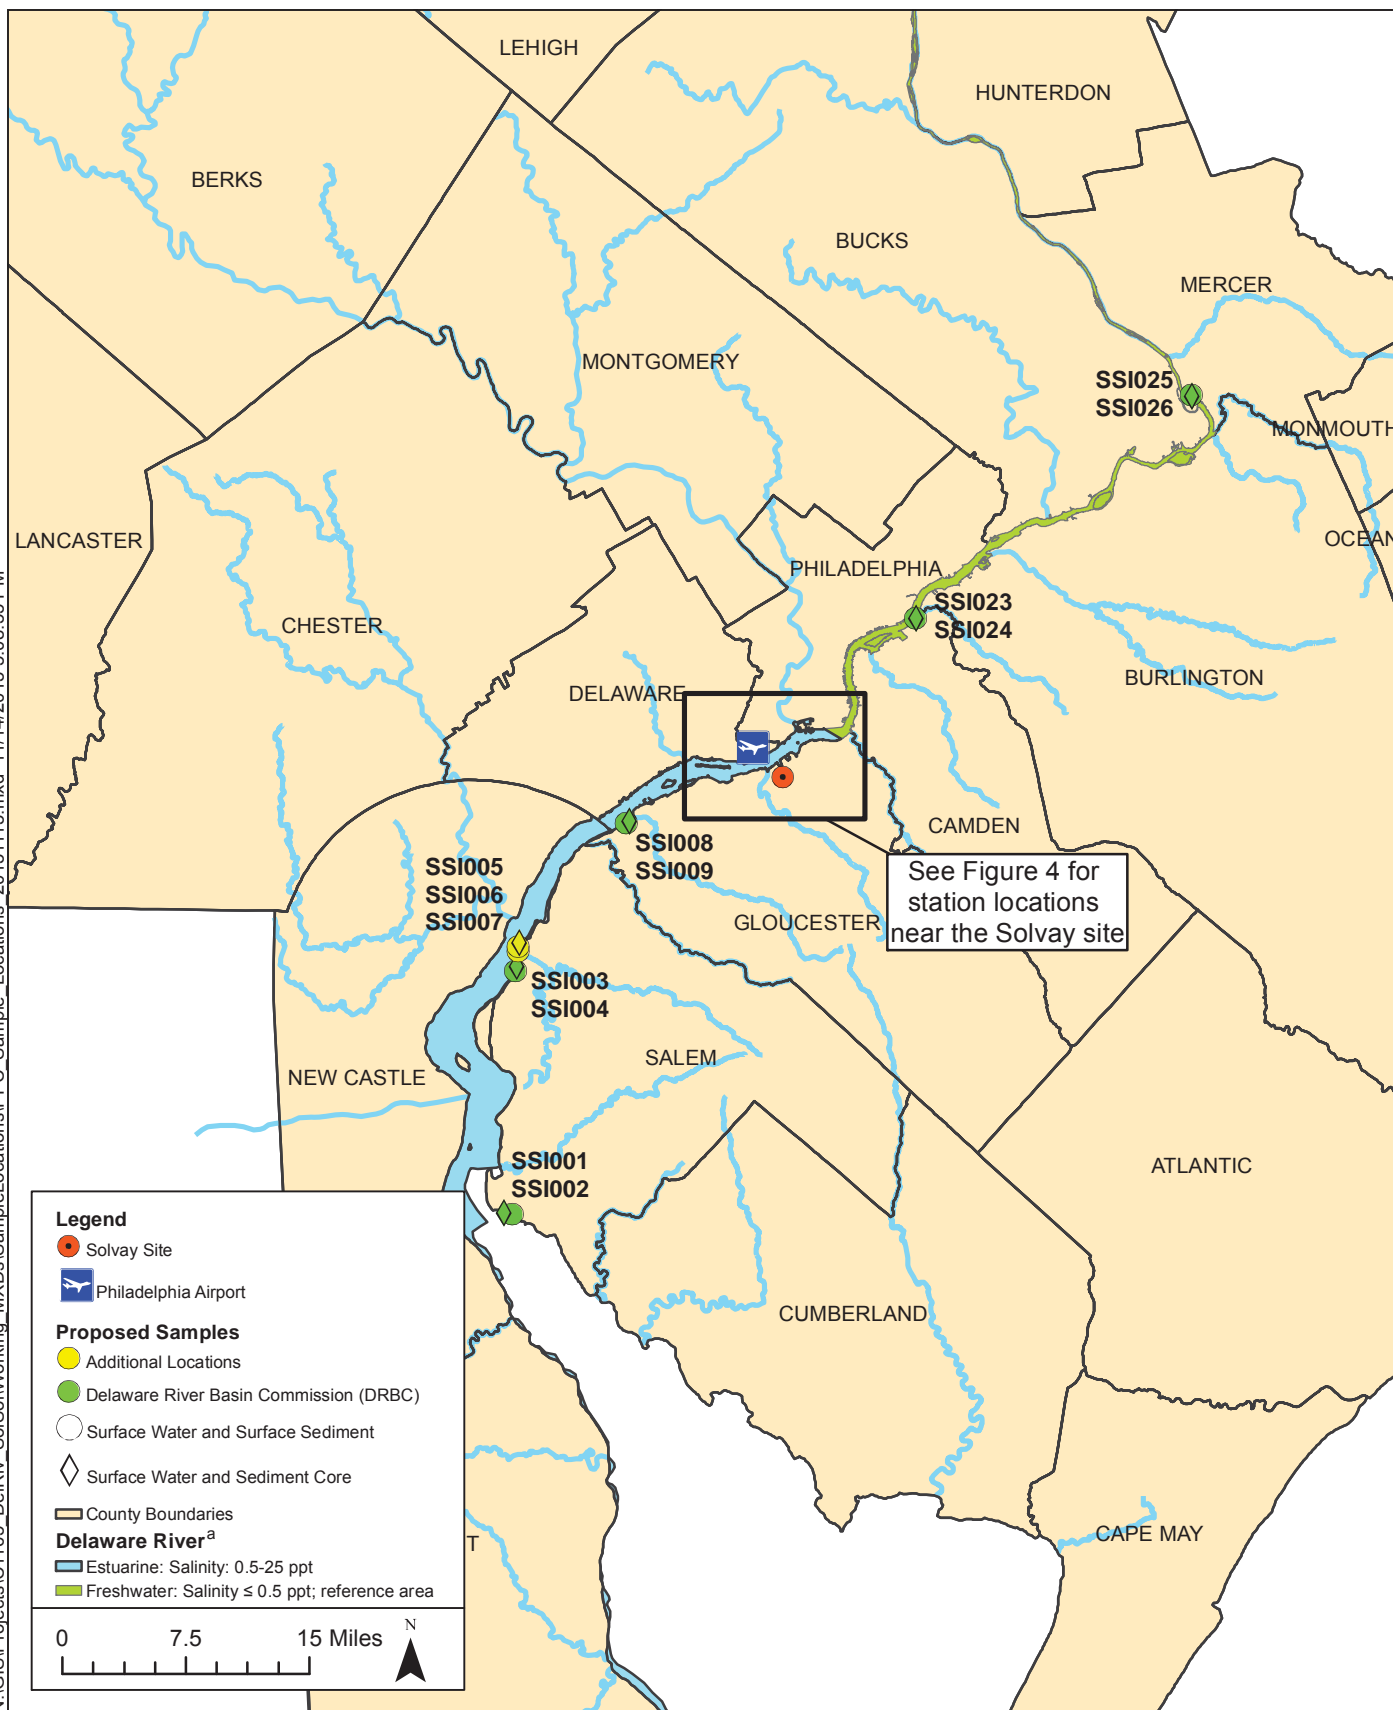 LEHIGH
HUNTERDON
BERKS
BUCKS
MERCER
MONTGOMERY
SSI025
SSI026
MONMOUTH
LANCASTER
OCEAN
PHILADELPHIA
SSI023
SSI024
CHESTER
BURLINGTON
DELAWARE
CAMDEN
SSI008
SSI009
See Figure 4 for
station locations
near the Solvay site
SSI005
SSI006
SSI007
GLOUCESTER
SSI003
SSI004
SALEM
NEW CASTLE
SSI001
SSI002
ATLANTIC
CUMBERLAND
CAPE MAY
T
Legend
Solvay Site
Philadelphia Airport
Proposed Samples
Additional Locations
Delaware River Basin Commission (DRBC)
Surface Water and Surface Sediment
Surface Water and Sediment Core
County Boundaries
Delaware River a
Estuarine: Salinity: 0.5-25 ppt
Freshwater: Salinity ≤ 0.5 ppt; reference area
0 7.5 15 Miles
N